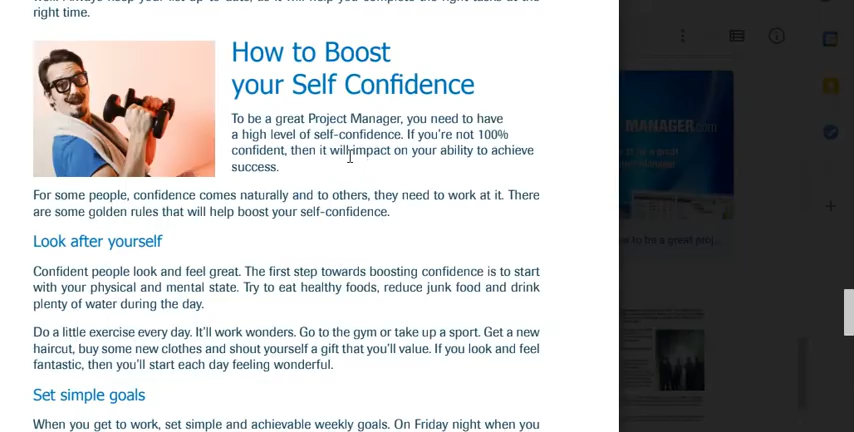 right time.
How to Boost
your Self Confidence
To be a great Project Manager, you need to have
a high level of self-confidence. If you're not 100%
confident, then it will impact on your ability to achieve
success.
For some people, confidence comes naturally and to others, they need to work at it. There
are some golden rules that will help boost your self-confidence.
Look after yourself
Confident people look and feel great. The first step towards boosting confidence is to start
with your physical and mental state. Try to eat healthy foods, reduce junk food and drink
plenty of water during the day.
Do a little exercise every day. It'll work wonders. Go to the gym or take up a sport. Get a new
haircut, buy some new clothes and shout yourself a gift that you'll value. If you look and feel
fantastic, then you'll start each day feeling wonderful.
Set simple goals
When you get to work, set simple and achievable weekly goals. On Friday night when you
MANAGER.com
to be a great proj...